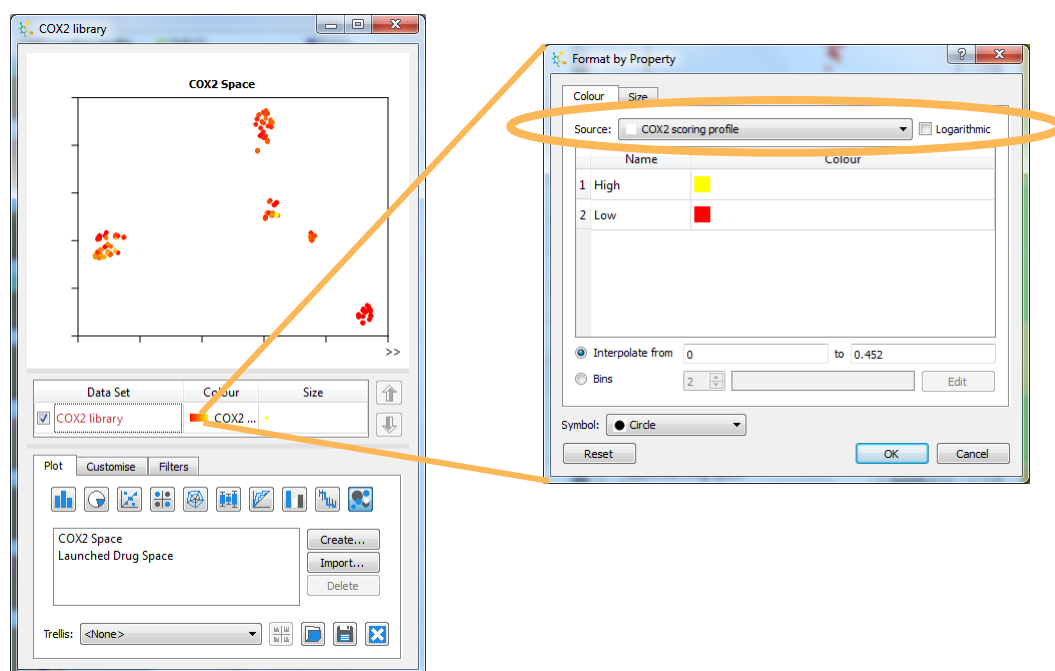 COX2 library
COX2 Space
>>
Data Set Colour Size
COX2 library COX2 ...
Plot Customise Filters
COX2 Space
Launched Drug Space
Create...
Import...
Delete
Trellis: <None>
Format by Property
Colour Size
Source: COX2 scoring profile Logarithmic
Name Colour
1 High
2 Low
Interpolate from 0 to 0.452
Bins 2 Edit
Symbol: Circle
Reset OK Cancel